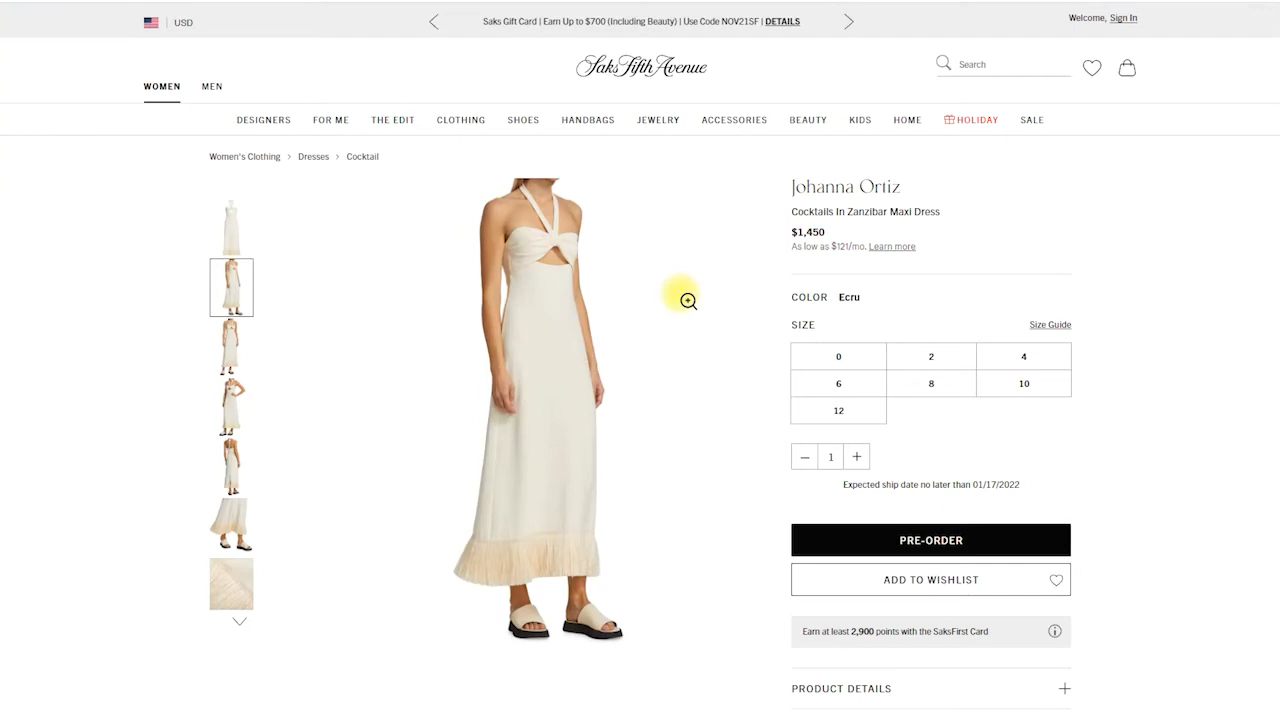 USD
Saks Gift Card | Earn Up to $700 (Including Beauty) | Use Code NOV21SF | DETAILS
Welcome, Sign In
Saks Fifth Avenue
Search
WOMEN MEN
DESIGNERS FOR ME THE EDIT CLOTHING SHOES HANDBAGS JEWELRY ACCESSORIES BEAUTY KIDS HOME HOLIDAY SALE
Women's Clothing > Dresses > Cocktail
Johanna Ortiz
Cocktails In Zanzibar Maxi Dress
$1,450
As low as $121/mo. Learn more
COLOR Ecru
SIZE Size Guide
0 2 4
6 8 10
12
– 1 +
Expected ship date no later than 01/17/2022
PRE-ORDER
ADD TO WISHLIST
Earn at least 2,900 points with the SaksFirst Card
PRODUCT DETAILS +